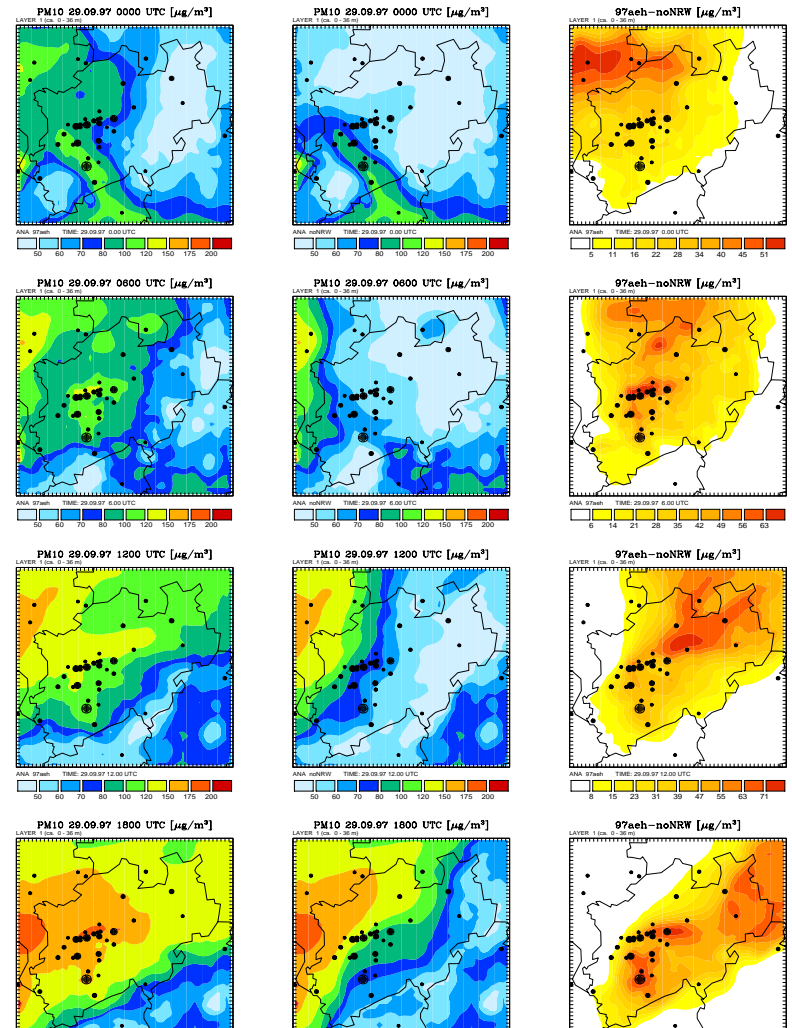 PM10 29.09.97 0000 UTC [μg/m³]
LAYER 1 (ca. 0 - 36 m)
ANA 97aeh TIME: 29.09.97 0.00 UTC
50 60 70 80 100 120 150 175 200
PM10 29.09.97 0000 UTC [μg/m³]
LAYER 1 (ca. 0 - 36 m)
ANA noNRW TIME: 29.09.97 0.00 UTC
50 60 70 80 100 120 150 175 200
97aeh-noNRW
LAYER 1 (ca. 0 - 36 m)
ANA 97aeh TIME: 29.09.97 0.00 UTC
5 11 16 22 28 34 40 45 51
PM10 29.09.97 0600 UTC [μg/m³]
LAYER 1 (ca. 0 - 36 m)
ANA 97aeh TIME: 29.09.97 6.00 UTC
50 60 70 80 100 120 150 175 200
PM10 29.09.97 0600 UTC [μg/m³]
LAYER 1 (ca. 0 - 36 m)
ANA noNRW TIME: 29.09.97 6.00 UTC
50 60 70 80 100 120 150 175 200
97aeh-noNRW
LAYER 1 (ca. 0 - 36 m)
ANA 97aeh TIME: 29.09.97 6.00 UTC
6 14 21 28 35 42 49 56 63
PM10 29.09.97 1200 UTC [μg/m³]
LAYER 1 (ca. 0 - 36 m)
ANA 97aeh TIME: 29.09.97 12.00 UTC
50 60 70 80 100 120 150 175 200
PM10 29.09.97 1200 UTC [μg/m³]
LAYER 1 (ca. 0 - 36 m)
ANA noNRW TIME: 29.09.97 12.00 UTC
50 60 70 80 100 120 150 175 200
97aeh-noNRW
LAYER 1 (ca. 0 - 36 m)
ANA 97aeh TIME: 29.09.97 12.00 UTC
8 15 23 31 39 47 55 63 71
PM10 29.09.97 1800 UTC [μg/m³]
LAYER 1 (ca. 0 - 36 m)
PM10 29.09.97 1800 UTC [μg/m³]
LAYER 1 (ca. 0 - 36 m)
97aeh-noNRW
LAYER 1 (ca. 0 - 36 m)